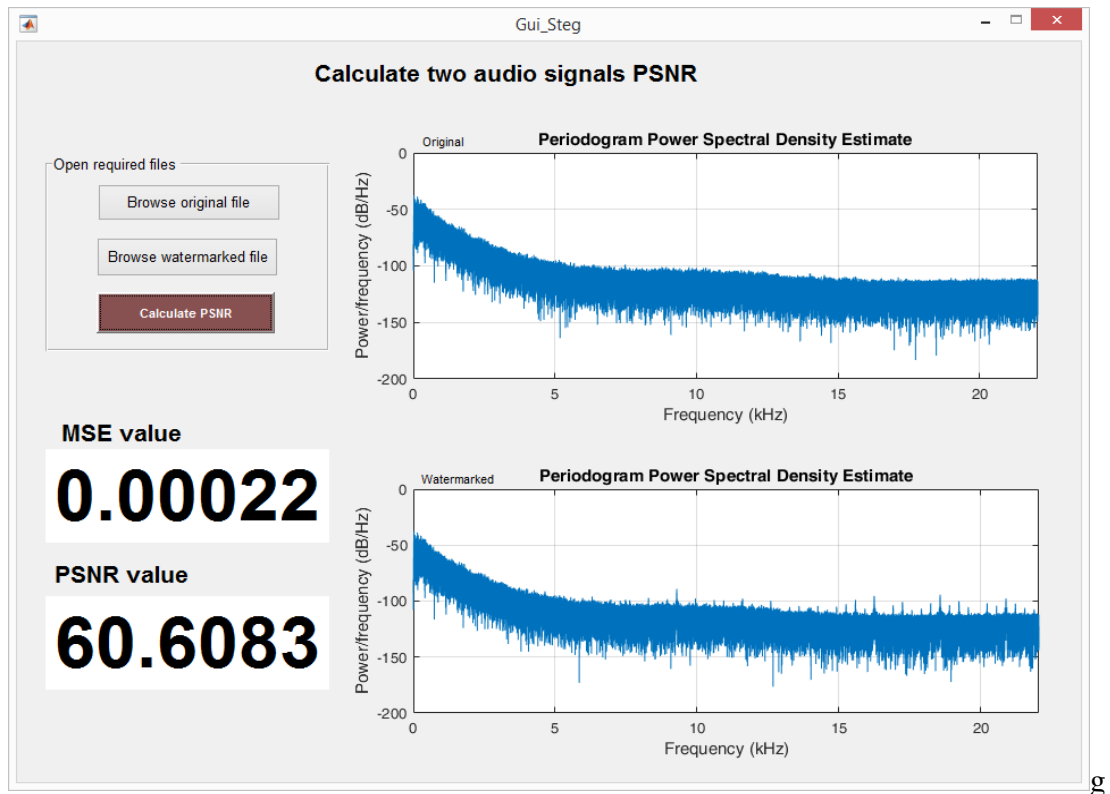 Gui_Steg
Calculate two audio signals PSNR
Open required files
Browse original file
Browse watermarked file
Calculate PSNR
MSE value
0.00022
PSNR value
60.6083
Original
Periodogram Power Spectral Density Estimate
Power/frequency (dB/Hz)
0
-50
-100
-150
-200
0 5 10 15 20
Frequency (kHz)
Watermarked
Periodogram Power Spectral Density Estimate
Power/frequency (dB/Hz)
0
-50
-100
-150
-200
0 5 10 15 20
Frequency (kHz)
g